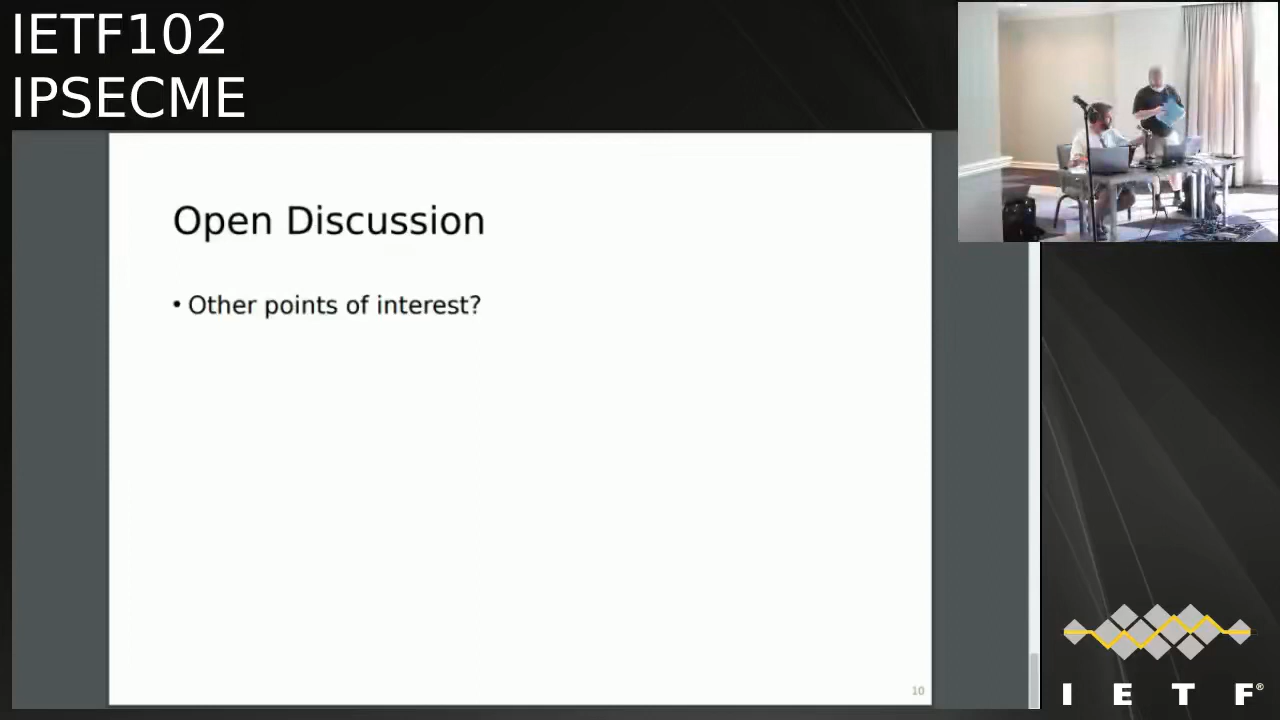 IETF102
IPSECME
Open Discussion
• Other points of interest?
10
I E T F®